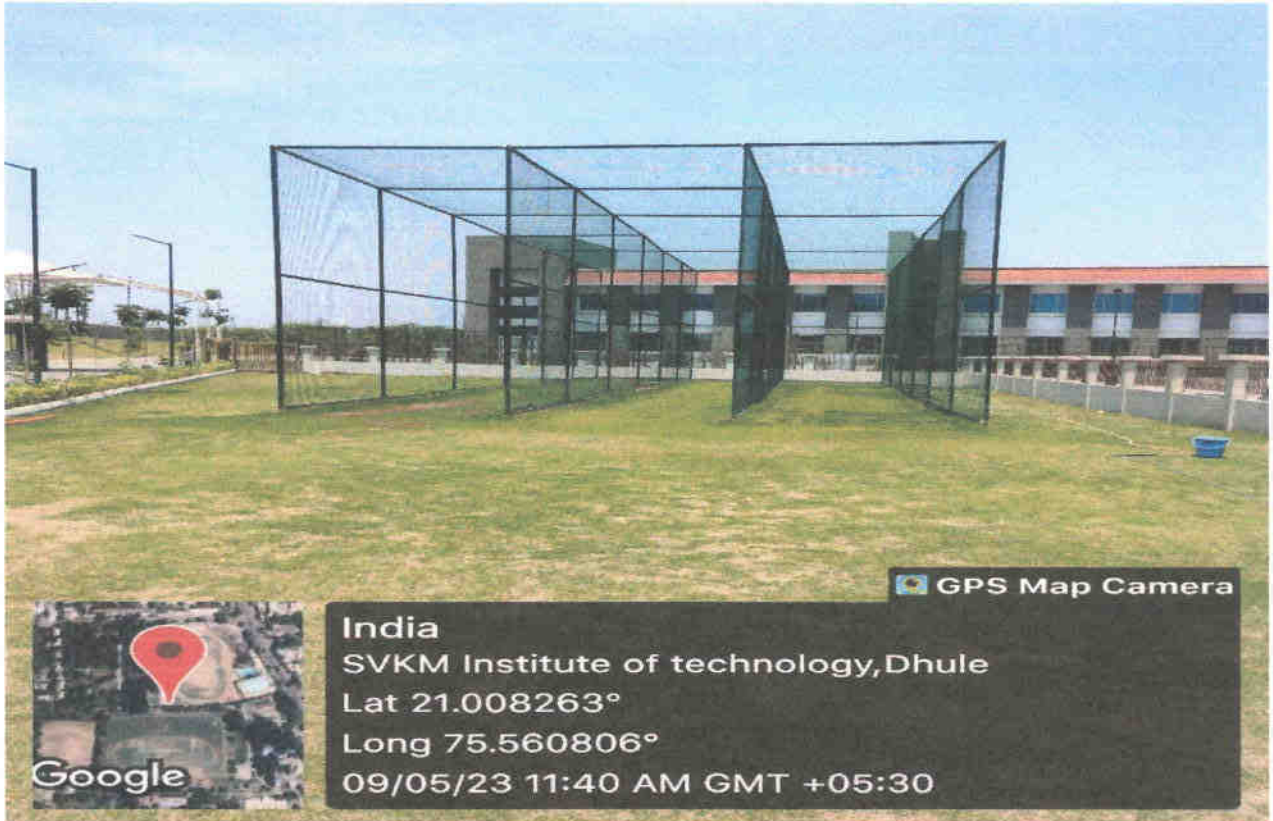 GPS Map Camera
India
SVKM Institute of technology,Dhule
Lat 21.008263°
Long 75.560806°
09/05/23 11:40 AM GMT +05:30
Google